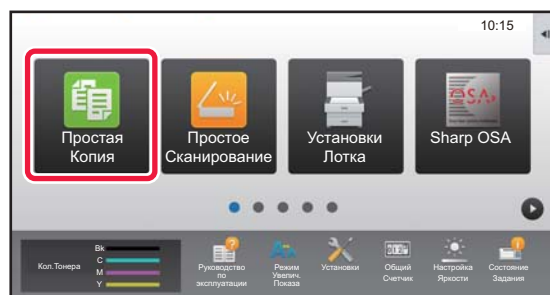 10:15
Простая
Копия
Простое
Сканирование
Установки
Лотка
OSA
Sharp OSA
Кол.Тонера
Bk
C
M
Y
Руководство
по
эксплуатации
Режим
Увелич.
Показа
Установки
Общий
Счетчик
Настройка
Яркости
Состояние
Задания